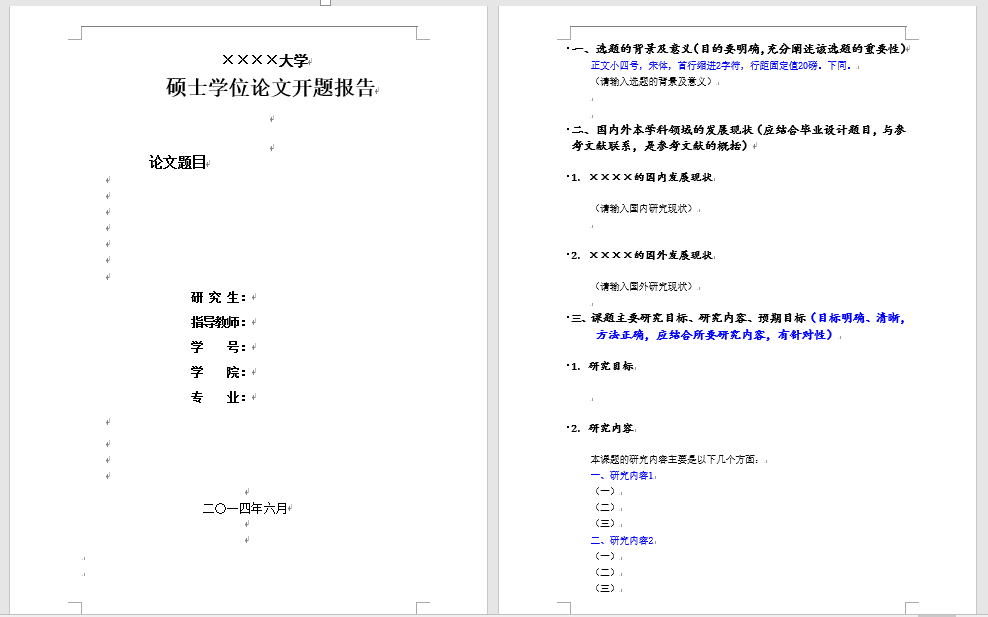 ××××大学
硕士学位论文开题报告
论文题目
研 究 生：
指导教师：
学　　号：
学　　院：
专　　业：
二〇一四年六月
一、选题的背景及意义(目的要明确,充分阐述该选题的重要性)
正文小四号，宋体，首行缩进2字符，行距固定值20磅。下同。
（请输入选题的背景及意义）
二、国内外本学科领域的发展现状（应结合毕业设计题目，与参
考文献联系，是参考文献的概括）
1. ××××的国内发展现状
（请输入国内研究现状）
2. ××××的国外发展现状
（请输入国外研究现状）
三、课题主要研究目标、研究内容、预期目标（目标明确、清晰，
方法正确，应结合所要研究内容，有针对性）
1. 研究目标
2. 研究内容
本课题的研究内容主要是以下几个方面：
一、研究内容1
（一）
（二）
（三）
二、研究内容2
（一）
（二）
（三）